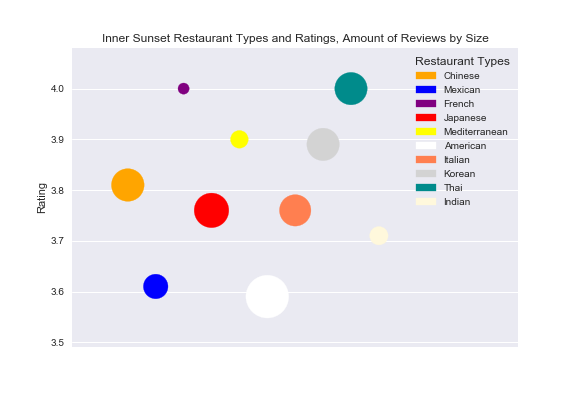 Inner Sunset Restaurant Types and Ratings, Amount of Reviews by Size
Restaurant Types
Chinese
Mexican
French
Japanese
Mediterranean
American
Italian
Korean
Thai
Indian
Rating
4.0
3.9
3.8
3.7
3.6
3.5